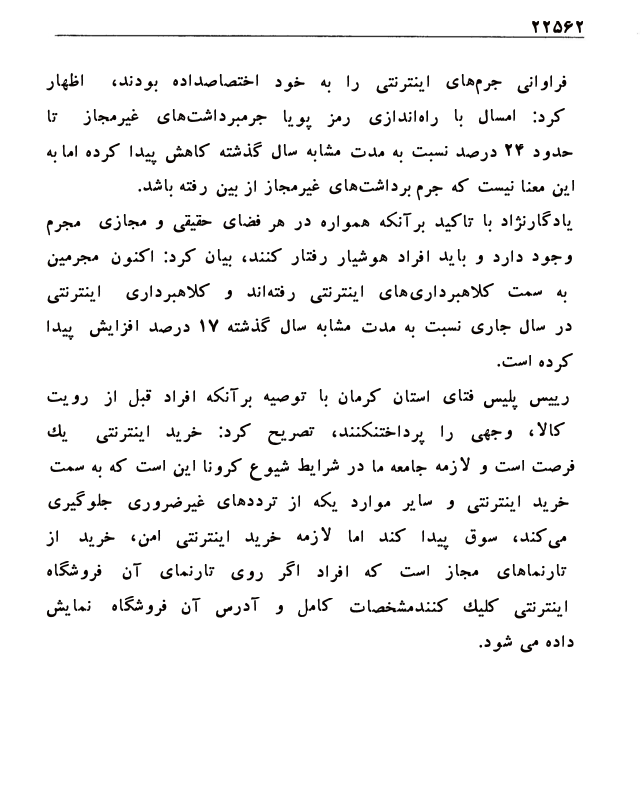 ۲۲۵۶۲
فراوانی جرم‌های اینترنتی را به خود اختصاصداده بودند، اظهار
کرد: امسال با راه‌اندازی رمز پویا جرمبرداشت‌های غیرمجاز تا
حدود ۲۴ درصد نسبت به مدت مشابه سال گذشته کاهش پیدا کرده امابه
این معنا نیست که جرم برداشت‌های غیرمجاز از بین رفته باشد.
یادگارنژاد با تاکید برآنکه همواره در هر فضای حقیقی و مجازی مجرم
وجود دارد و باید افراد هوشیار رفتار کنند، بیان کرد: اکنون مجرمین
به سمت کلاهبرداری‌های اینترنتی رفته‌اند و کلاهبرداری اینترنتی
در سال جاری نسبت به مدت مشابه سال گذشته ۱۷ درصد افزایش پیدا
کرده است.
رییس پلیس فتای استان کرمان با توصیه برآنکه افراد قبل از رویت
کالا، وجهی را پرداختنکنند، تصریح کرد: خرید اینترنتی یك
فرصت است و لازمه جامعه ما در شرایط شیوع کرونا این است که به سمت
خرید اینترنتی و سایر موارد یکه از ترددهای غیرضروری جلوگیری
می‌کند، سوق پیدا کند اما لازمه خرید اینترنتی امن، خرید از
تارنماهای مجاز است که افراد اگر روی تارنمای آن فروشگاه
اینترنتی کلیك کنندمشخصات کامل و آدرس آن فروشگاه نمایش
داده می شود.